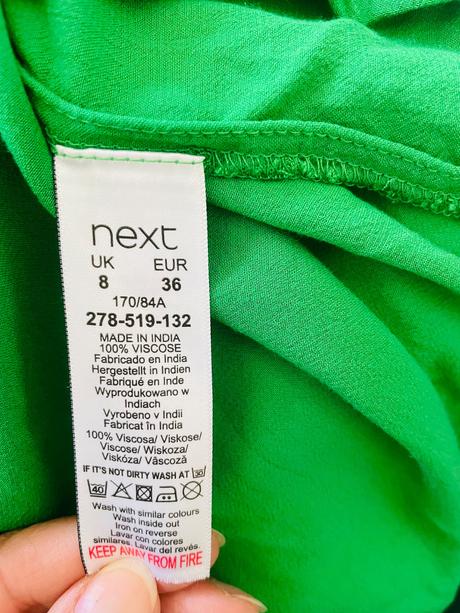 next
UK EUR
8 36
170/84A
278-519-132
MADE IN INDIA
100% VISCOSE
Fabricado en India
Hergestellt in Indien
Fabriqué en Inde
Wyprodukowano w
Indiach
Vyrobeno v Indii
Fabricat în India
100% Viscosa/ Viskose/
Viscose/ Wiskoza/
Viskóza/ Vâscoză
IF IT'S NOT DIRTY WASH AT 30
40
Wash with similar colours
Wash inside out
Iron on reverse
Lavar con colores
similares. Lavar del revés.
KEEP AWAY FROM FIRE